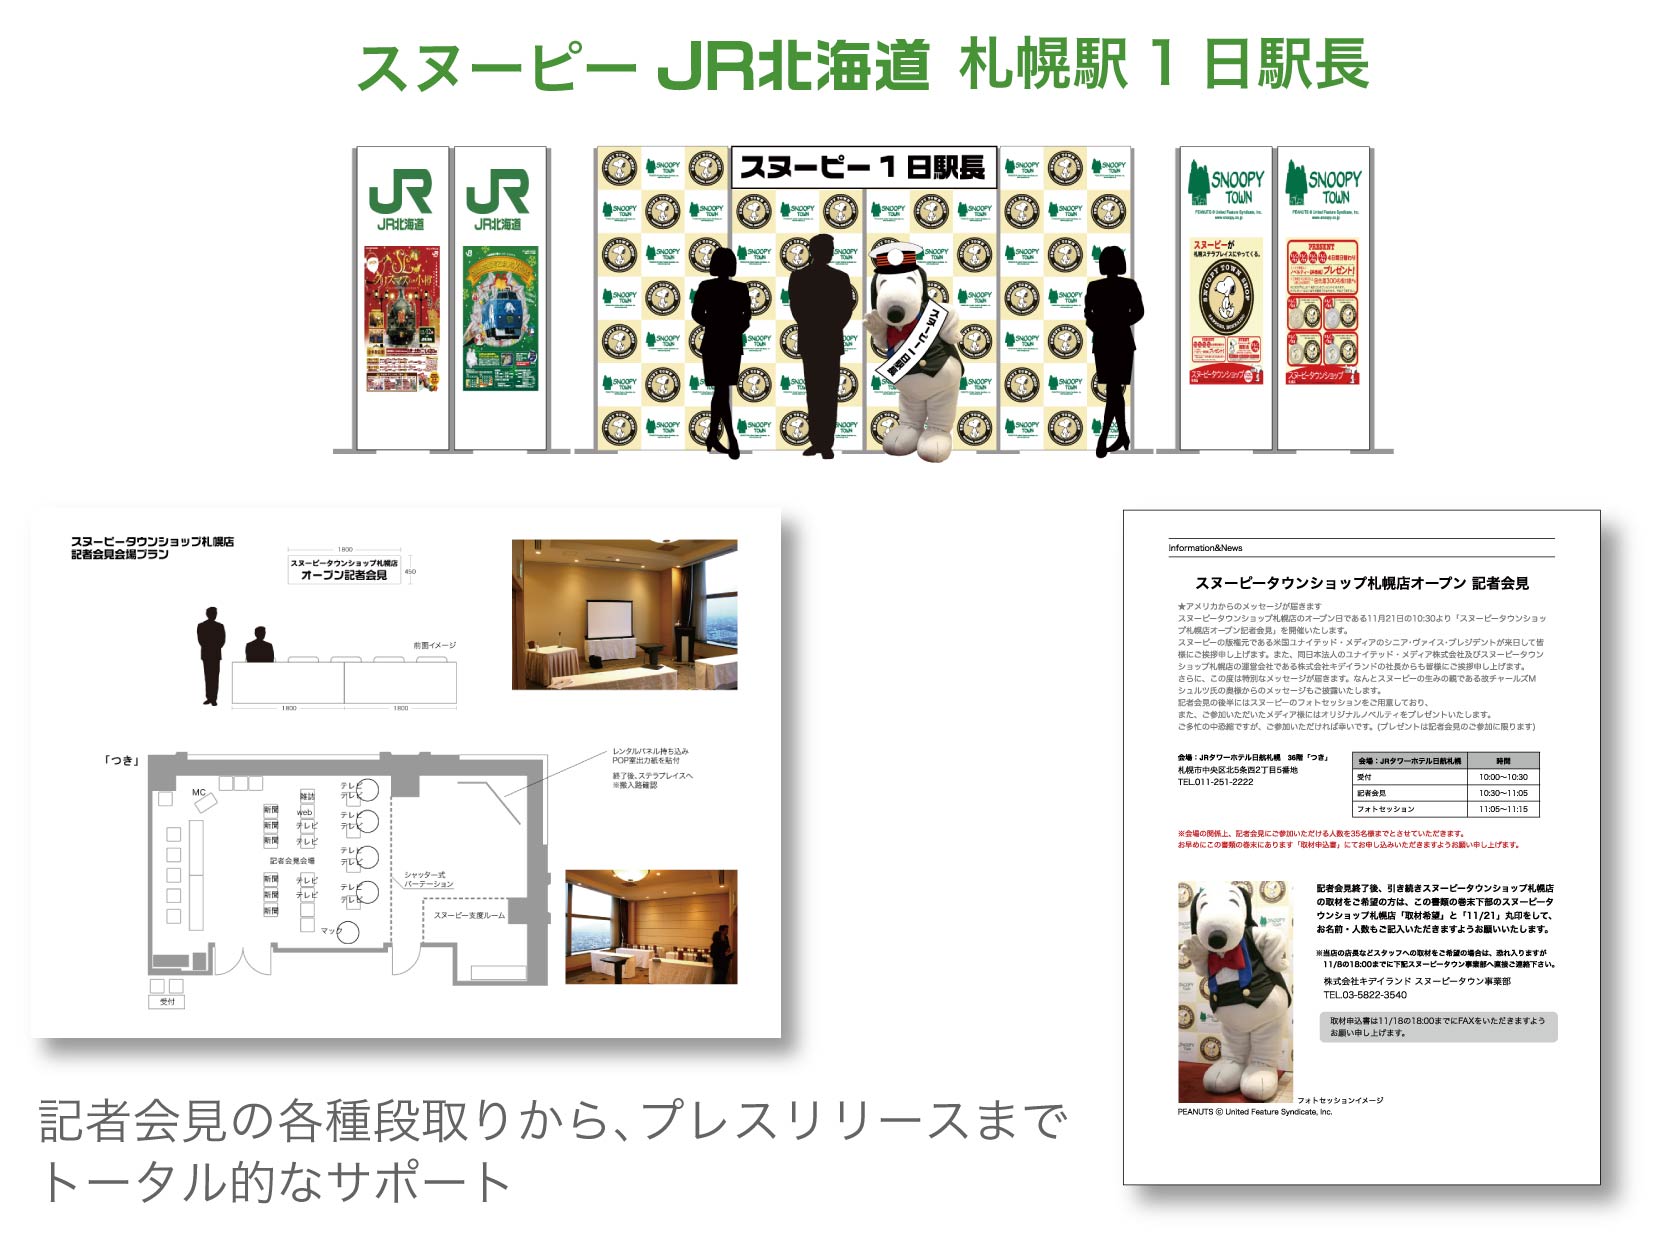 スヌーピー JR北海道 札幌駅 1 日駅長
JR
JR北海道
JR
JR北海道
スヌーピー 1 日駅長
スヌーピー 1 日駅長
SNOOPY
TOWN
SNOOPY
TOWN
スヌーピーが
札幌ステラプレイスにやってくる。
SNOOPY TOWN SHOP
スヌーピータウンショップ
PRESENT
プレゼント!
スヌーピータウンショップ
スヌーピータウンショップ札幌店
記者会見会場プラン
1800
スヌーピータウンショップ札幌店
オープン記者会見
450
前面イメージ
1800
1800
「つき」
MC
雑誌
web
テレビ
テレビ
新聞
新聞
新聞
記者会見会場
新聞
新聞
新聞
テレビ
テレビ
テレビ
テレビ
テレビ
テレビ
テレビ
テレビ
テレビ
テレビ
マック
シャッター式
パーテーション
スヌーピー支度ルーム
受付
レンタルパネル持ち込み
POP室出力紙を貼付
終了後、ステラプレイスへ
※搬入路確認
Information&News
スヌーピータウンショップ札幌店オープン 記者会見
★アメリカからのメッセージが届きます
スヌーピータウンショップ札幌店のオープン日である11月21日の10:30より「スヌーピータウンショッ
プ札幌店オープン記者会見」を開催いたします。
スヌーピーの版権元である米国ユナイテッド・メディアのシニア・ヴァイス・プレジデントが来日して皆
様にご挨拶申し上げます。また、同日本法人のユナイテッド・メディア株式会社及びスヌーピータウン
ショップ札幌店の運営会社である株式会社キデイランドの社長からも皆様にご挨拶申し上げます。
さらに、この度は特別なメッセージが届きます。なんとスヌーピーの生みの親である故チャールズM
シュルツ氏の奥様からのメッセージもご披露いたします。
記者会見の後半にはスヌーピーのフォトセッションをご用意しており、
また、ご参加いただいたメディア様にはオリジナルノベルティをプレゼントいたします。
ご多忙の中恐縮ですが、ご参加いただければ幸いです。(プレゼントは記者会見のご参加に限ります)
会場：JRタワーホテル日航札幌　36階「つき」
札幌市中央区北5条西2丁目5番地
TEL.011-251-2222
会場：JRタワーホテル日航札幌 時間
受付 10:00〜10:30
記者会見 10:30〜11:05
フォトセッション 11:05〜11:15
※会場の関係上、記者会見にご参加いただける人数を35名様までとさせていただきます。
お早めにこの書類の巻末にあります「取材申込書」にてお申し込みいただきますようお願い申し上げます。
記者会見終了後、引き続きスヌーピータウンショップ札幌店
の取材をご希望の方は、この書類の巻末下部のスヌーピータ
ウンショップ札幌店「取材希望」と「11/21」丸印をして、
お名前・人数もご記入いただきますようお願いいたします。
※当店の店長などスタッフへの取材をご希望の場合は、恐れ入りますが
11/8の18:00までに下記スヌーピータウン事業部へ直接ご連絡下さい。
株式会社キデイランド スヌーピータウン事業部
TEL.03-5822-3540
取材申込書は11/18の18:00までにFAXをいただきますよう
お願い申し上げます。
フォトセッションイメージ
PEANUTS © United Feature Syndicate, Inc.
記者会見の各種段取りから、プレスリリースまで
トータル的なサポート